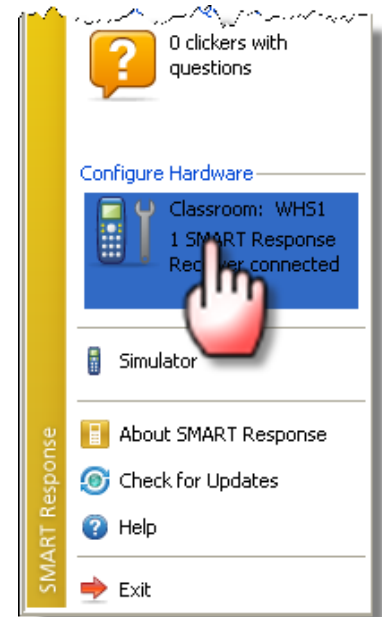 0 clickers with
questions
Configure Hardware
Classroom: WHS1
1 SMART Response
Receiver connected
Simulator
About SMART Response
Check for Updates
Help
Exit
SMART Response